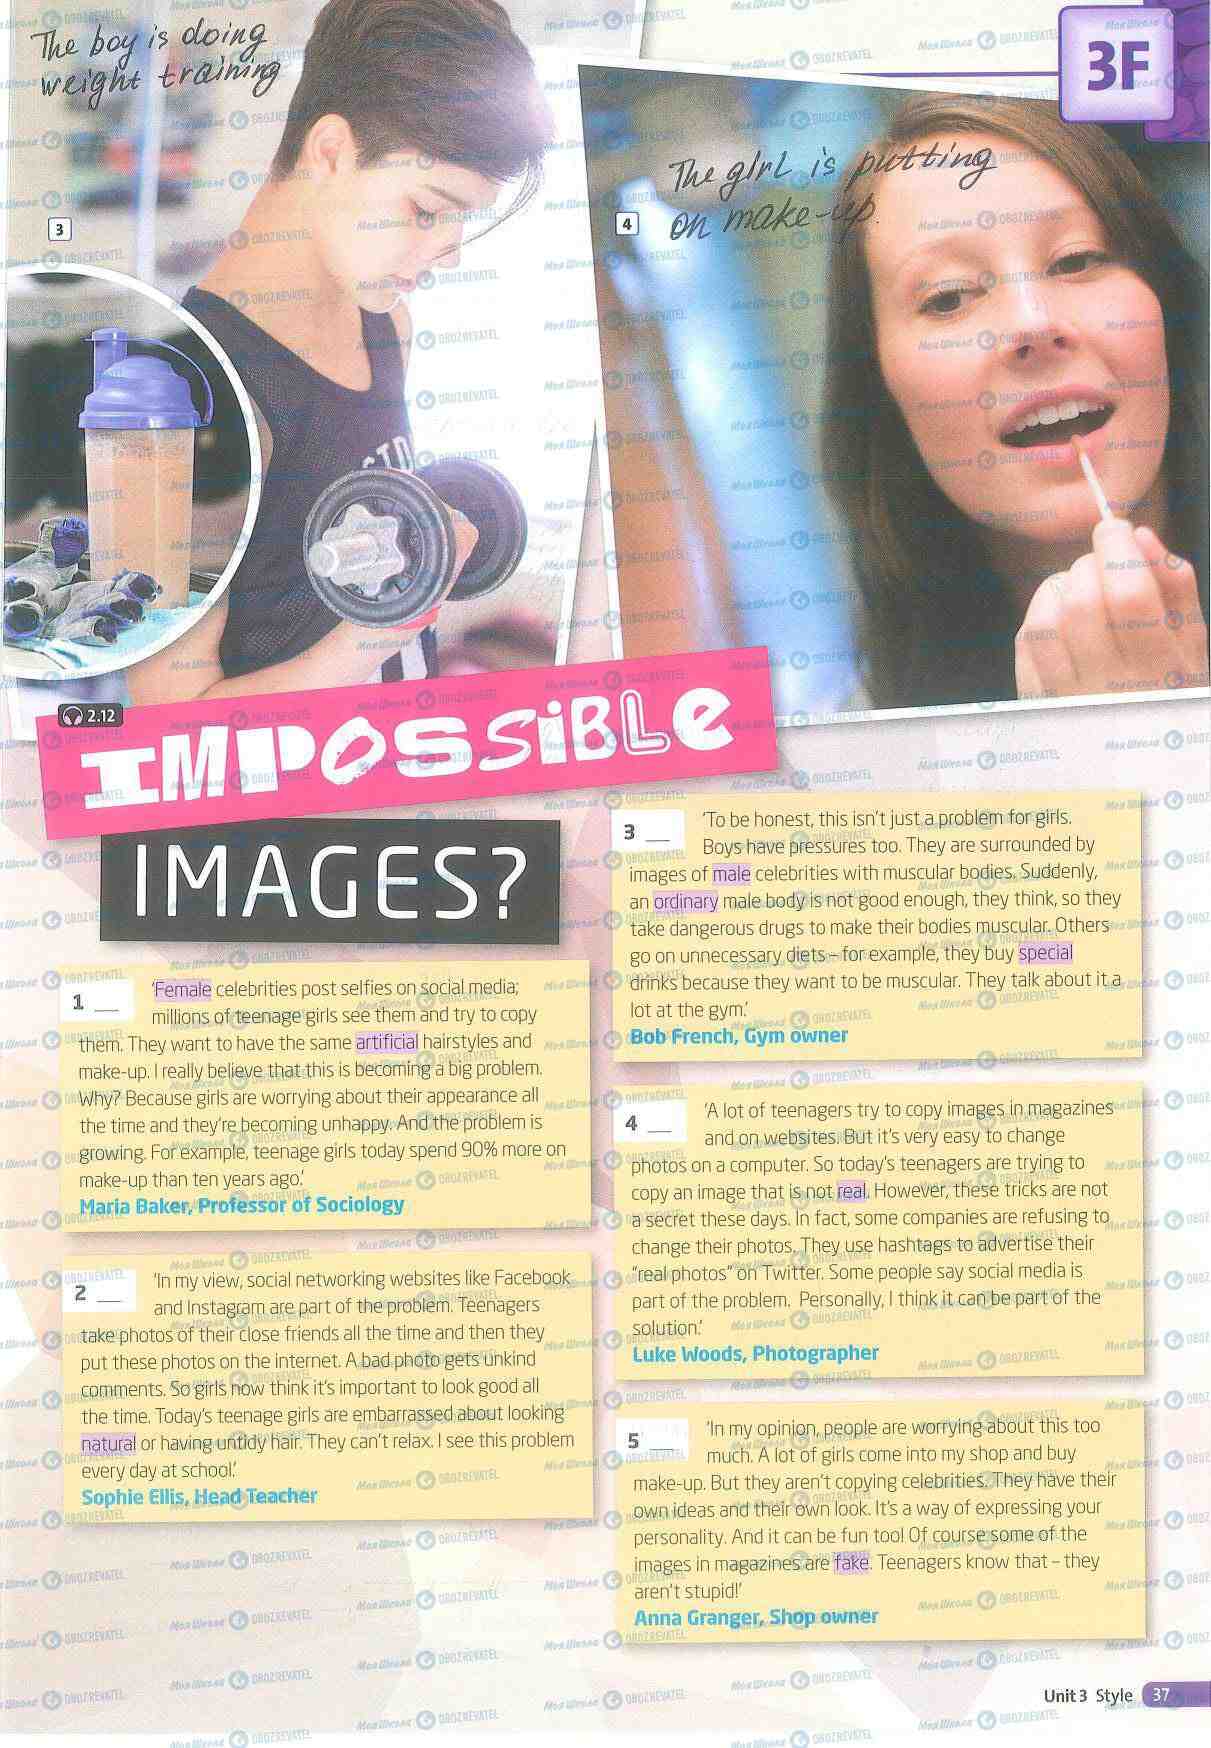 The boy is doing
weight training
3F
The girl is putting
on make-up.
3
4
2.12
IMPOSSIBLE
IMAGES?
1 __ 'Female celebrities post selfies on social media;
millions of teenage girls see them and try to copy
them. They want to have the same artificial hairstyles and
make-up. I really believe that this is becoming a big problem.
Why? Because girls are worrying about their appearance all
the time and they're becoming unhappy. And the problem is
growing. For example, teenage girls today spend 90% more on
make-up than ten years ago.'
Maria Baker, Professor of Sociology
2 __ 'In my view, social networking websites like Facebook
and Instagram are part of the problem. Teenagers
take photos of their close friends all the time and then they
put these photos on the internet. A bad photo gets unkind
comments. So girls now think it's important to look good all
the time. Today's teenage girls are embarrassed about looking
natural or having untidy hair. They can't relax. I see this problem
every day at school.'
Sophie Ellis, Head Teacher
3 __ 'To be honest, this isn't just a problem for girls.
Boys have pressures too. They are surrounded by
images of male celebrities with muscular bodies. Suddenly,
an ordinary male body is not good enough, they think, so they
take dangerous drugs to make their bodies muscular. Others
go on unnecessary diets – for example, they buy special
drinks because they want to be muscular. They talk about it a
lot at the gym.'
Bob French, Gym owner
4 __ 'A lot of teenagers try to copy images in magazines
and on websites. But it's very easy to change
photos on a computer. So today's teenagers are trying to
copy an image that is not real. However, these tricks are not
a secret these days. In fact, some companies are refusing to
change their photos. They use hashtags to advertise their
"real photos" on Twitter. Some people say social media is
part of the problem. Personally, I think it can be part of the
solution.'
Luke Woods, Photographer
5 __ 'In my opinion, people are worrying about this too
much. A lot of girls come into my shop and buy
make-up. But they aren't copying celebrities. They have their
own ideas and their own look. It's a way of expressing your
personality. And it can be fun too! Of course some of the
images in magazines are fake. Teenagers know that – they
aren't stupid!'
Anna Granger, Shop owner
Unit 3 Style 37
Моя Школа OBOZREVATEL